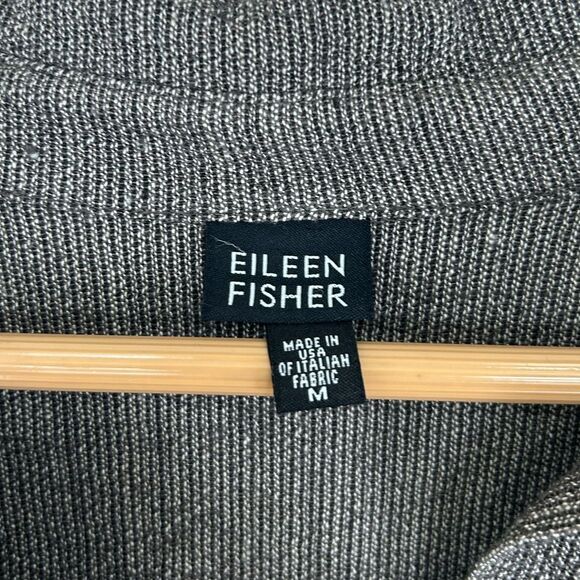 EILEEN
FISHER
MADE IN
USA
OF ITALIAN
FABRIC
M